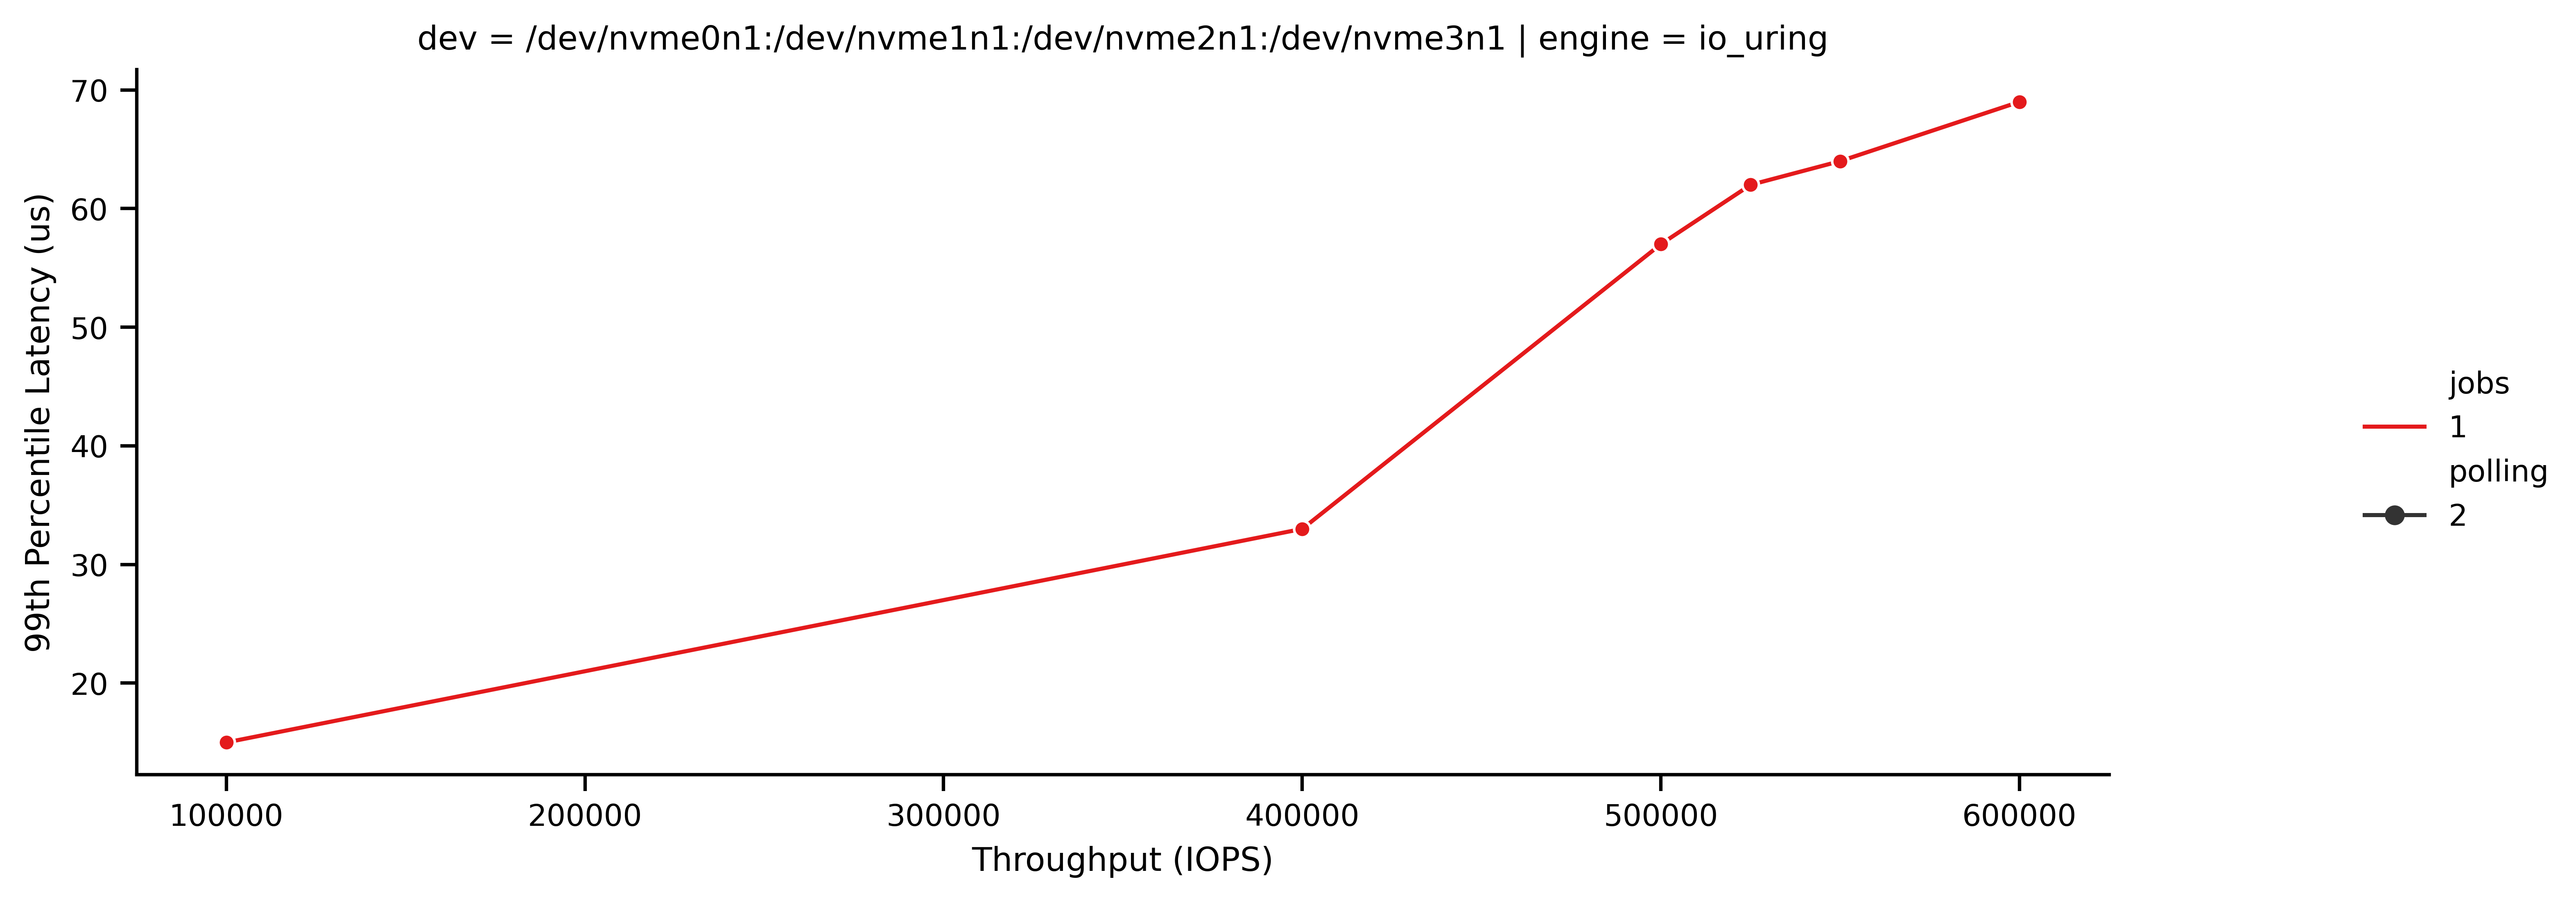 dev = /dev/nvme0n1:/dev/nvme1n1:/dev/nvme2n1:/dev/nvme3n1 | engine = io_uring
99th Percentile Latency (us)
70
60
50
40
30
20
100000 200000 300000 400000 500000 600000
Throughput (IOPS)
jobs
1
polling
2